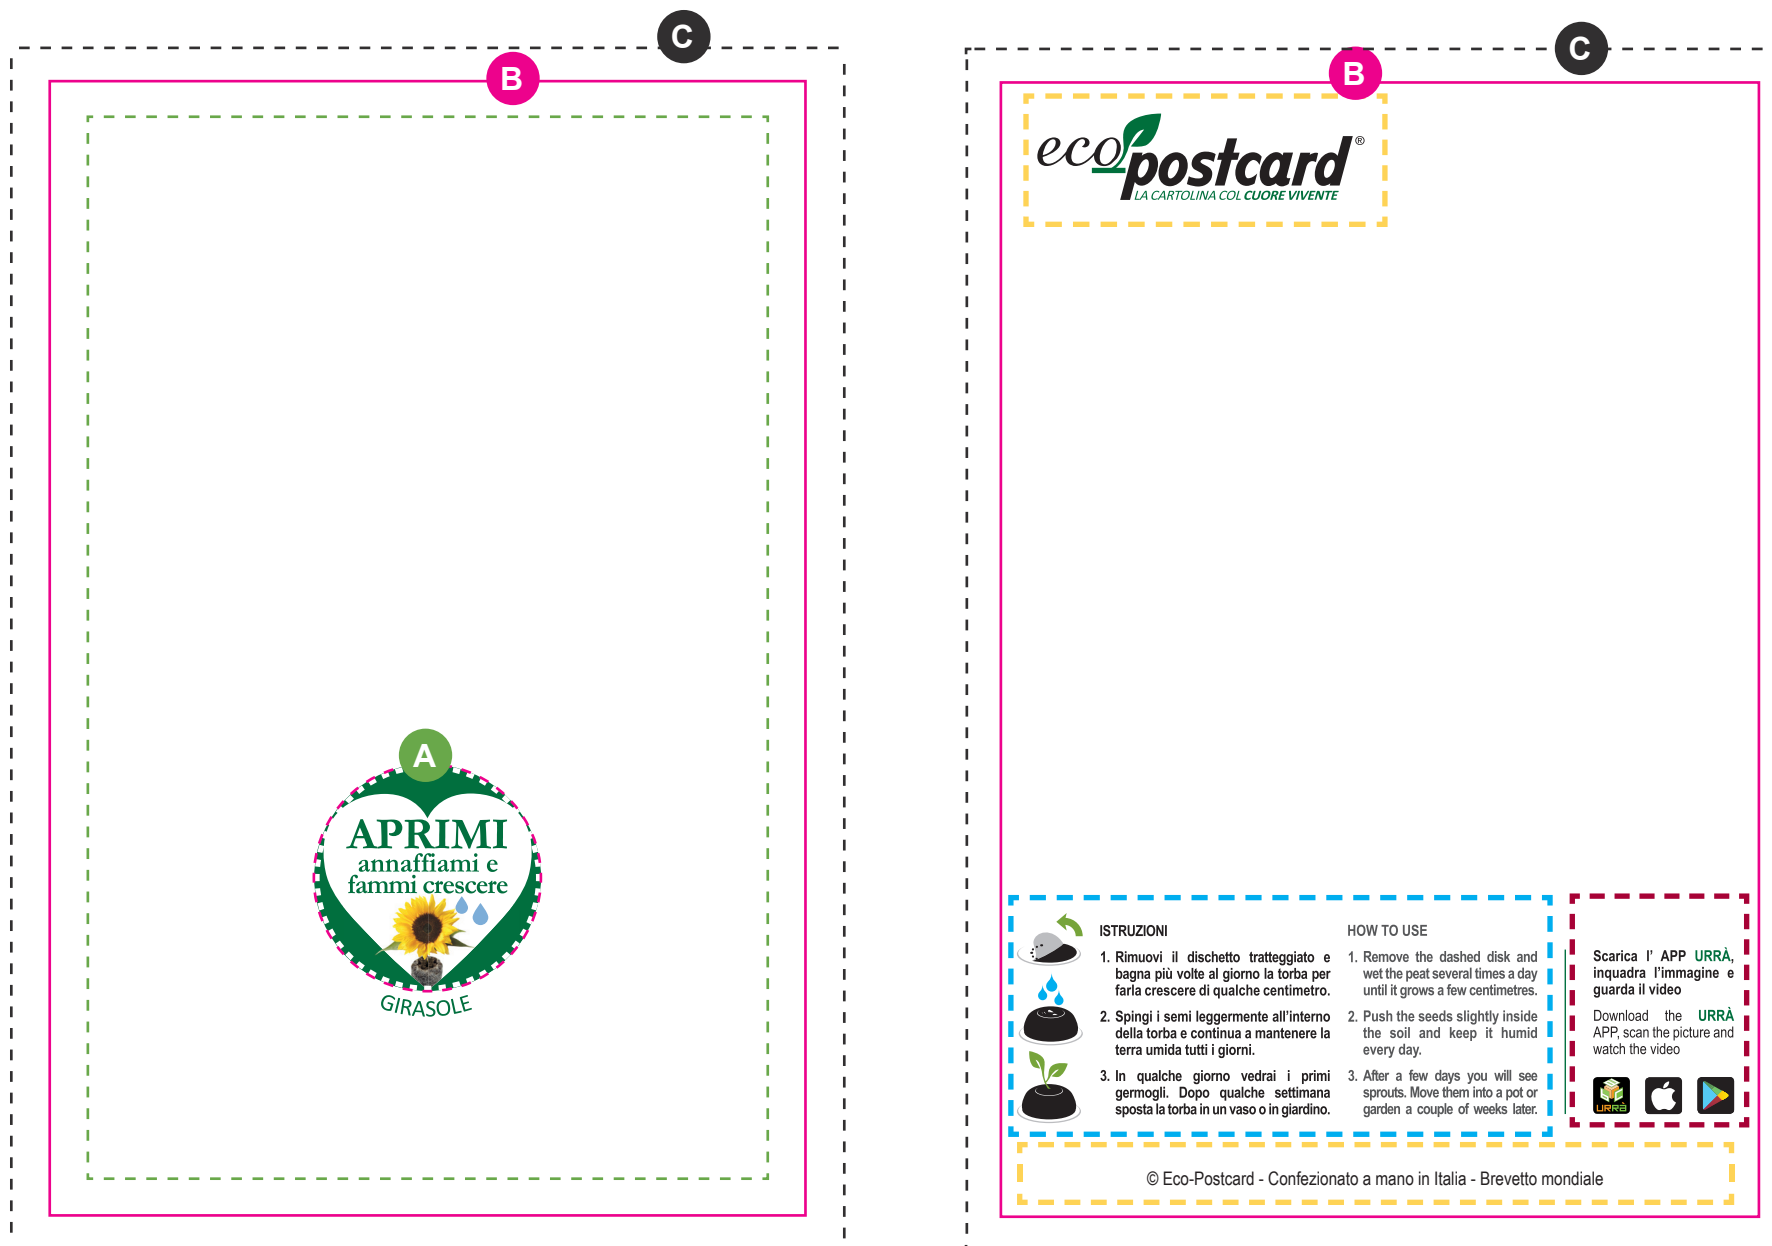 C
B
A
APRIMI
annaffiami e
fammi crescere
GIRASOLE
C
B
eco postcard ®
LA CARTOLINA COL CUORE VIVENTE
ISTRUZIONI
1. Rimuovi il dischetto tratteggiato e
bagna più volte al giorno la torba per
farla crescere di qualche centimetro.
2. Spingi i semi leggermente all'interno
della torba e continua a mantenere la
terra umida tutti i giorni.
3. In qualche giorno vedrai i primi
germogli. Dopo qualche settimana
sposta la torba in un vaso o in giardino.
HOW TO USE
1. Remove the dashed disk and
wet the peat several times a day
until it grows a few centimetres.
2. Push the seeds slightly inside
the soil and keep it humid
every day.
3. After a few days you will see
sprouts. Move them into a pot or
garden a couple of weeks later.
Scarica l' APP URRÀ,
inquadra l'immagine e
guarda il video
Download the URRÀ
APP, scan the picture and
watch the video
URRÀ
© Eco-Postcard - Confezionato a mano in Italia - Brevetto mondiale